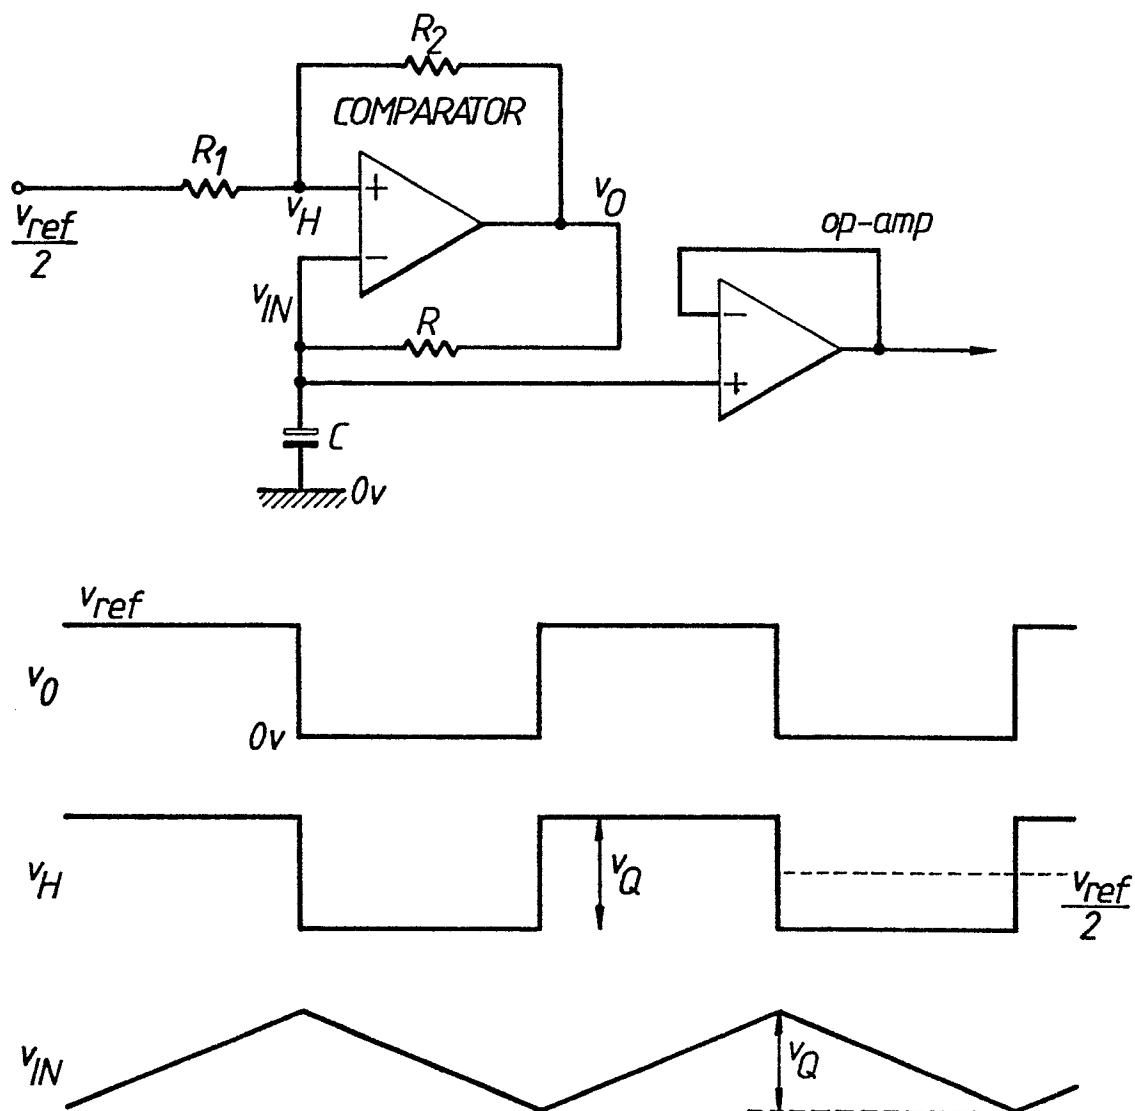 R2
COMPARATOR
R1
+
vH
vO
vref
2
−
op-amp
vIN
R
−
+
C
0v
vref
vO
0v
vH
vQ
vref
2
vIN
vQ